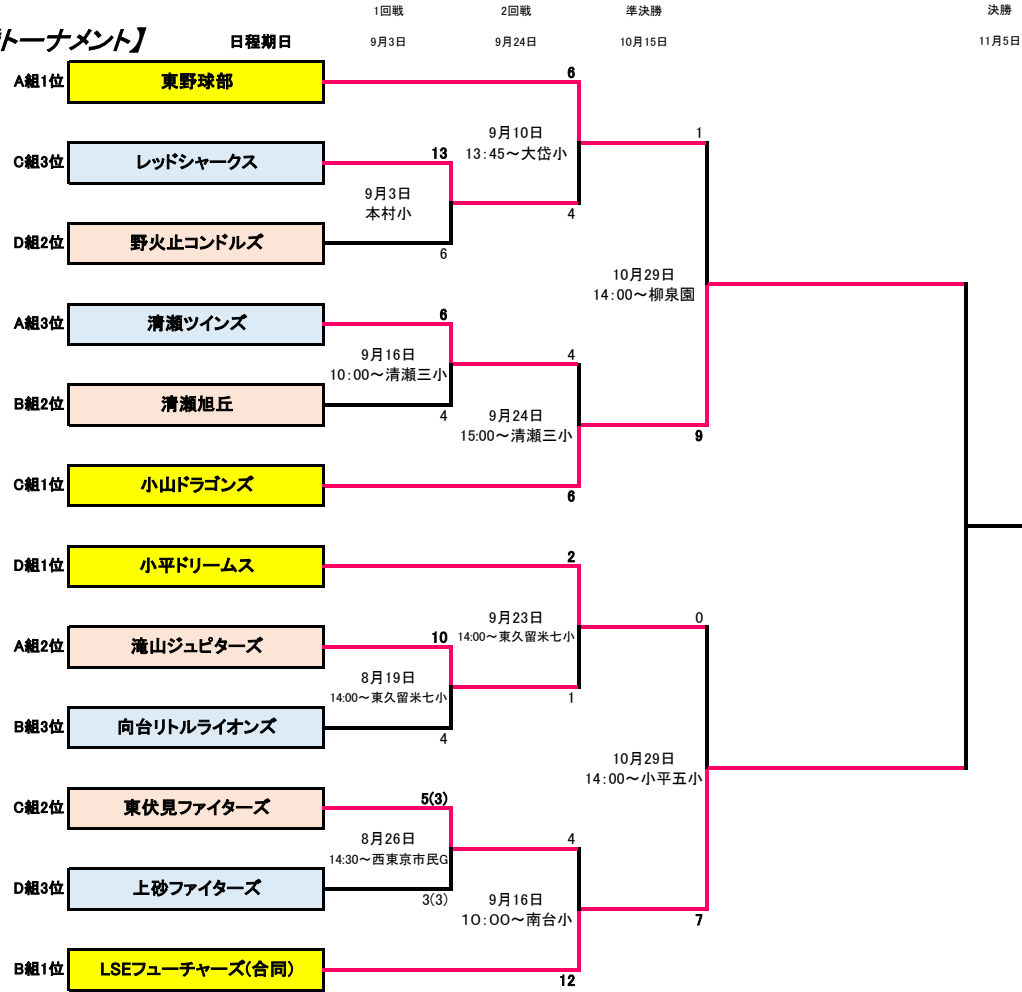 1回戦 2回戦 準決勝 決勝
トーナメント】 日程期日 9月3日 9月24日 10月15日 11月5日
A組1位 東野球部 6
9月10日
13:45～大岱小
1
C組3位 レッドシャークス 13
9月3日
本村小
4
D組2位 野火止コンドルズ 6
10月29日
14:00～柳泉園
A組3位 清瀬ツインズ 6
9月16日
10:00～清瀬三小
4
B組2位 清瀬旭丘 4
9月24日
15:00～清瀬三小
9
C組1位 小山ドラゴンズ 6
D組1位 小平ドリームス 2
9月23日
14:00～東久留米七小
0
A組2位 滝山ジュピターズ 10
8月19日
14:00～東久留米七小
1
B組3位 向台リトルライオンズ 4
10月29日
14:00～小平五小
C組2位 東伏見ファイターズ 5(3)
8月26日
14:30～西東京市民G
4
D組3位 上砂ファイターズ 3(3)
9月16日
10:00～南台小
7
B組1位 LSEフューチャーズ(合同) 12